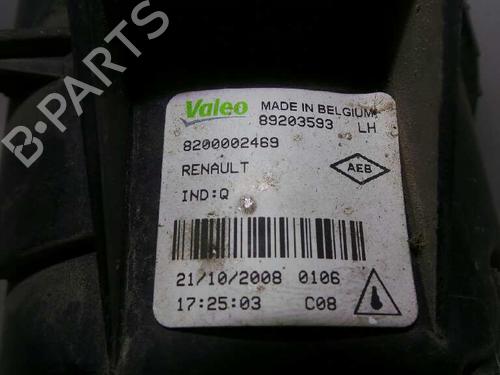 Valeo MADE IN BELGIUM
89203593 LH
8200002469
RENAULT AEB
IND:Q
21/10/2008 0106
17:25:03 C08
B-PARTS